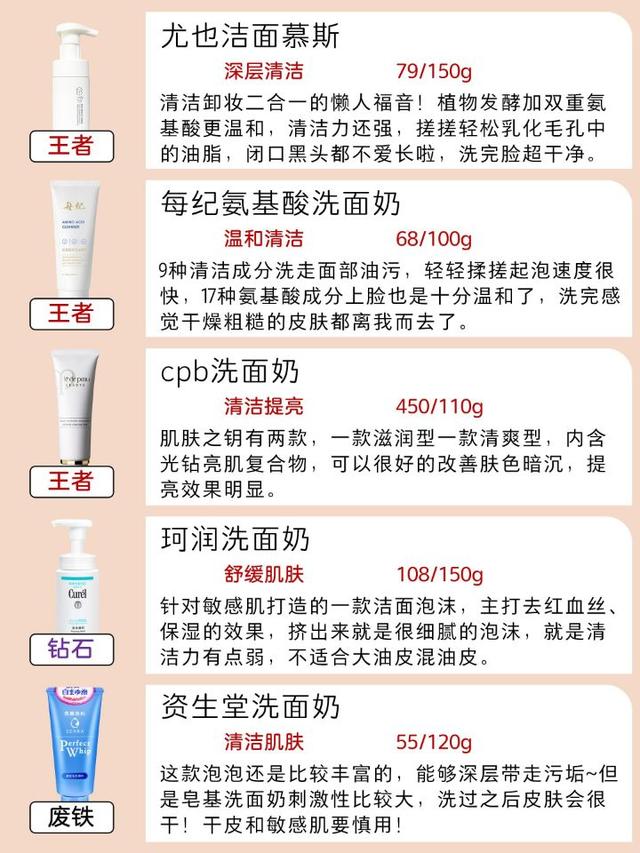 尤也洁面慕斯
深层清洁 79/150g
清洁卸妆二合一的懒人福音！植物发酵加双重氨
基酸更温和，清洁力还强，搓搓轻松乳化毛孔中
的油脂，闭口黑头都不爱长啦，洗完脸超干净。
王者
每纪
AMINO ACID
CLEANSER
每纪氨基酸洗面奶
温和清洁 68/100g
9种清洁成分洗走面部油污，轻轻揉搓起泡速度很
快，17种氨基酸成分上脸也是十分温和了，洗完感
觉干燥粗糙的皮肤都离我而去了。
王者
cpb洗面奶
清洁提亮 450/110g
肌肤之钥有两款，一款滋润型一款清爽型，内含
光钻亮肌复合物，可以很好的改善肤色暗沉，提
亮效果明显。
王者
Curél
珂润洗面奶
舒缓肌肤 108/150g
针对敏感肌打造的一款洁面泡沫，主打去红血丝、
保湿的效果，挤出来就是很细腻的泡沫，就是清
洁力有点弱，不适合大油皮混油皮。
钻石
Perfect
Whip
资生堂洗面奶
清洁肌肤 55/120g
这款泡泡还是比较丰富的，能够深层带走污垢~但
是皂基洗面奶刺激性比较大，洗过之后皮肤会很
干！干皮和敏感肌要慎用！
废铁